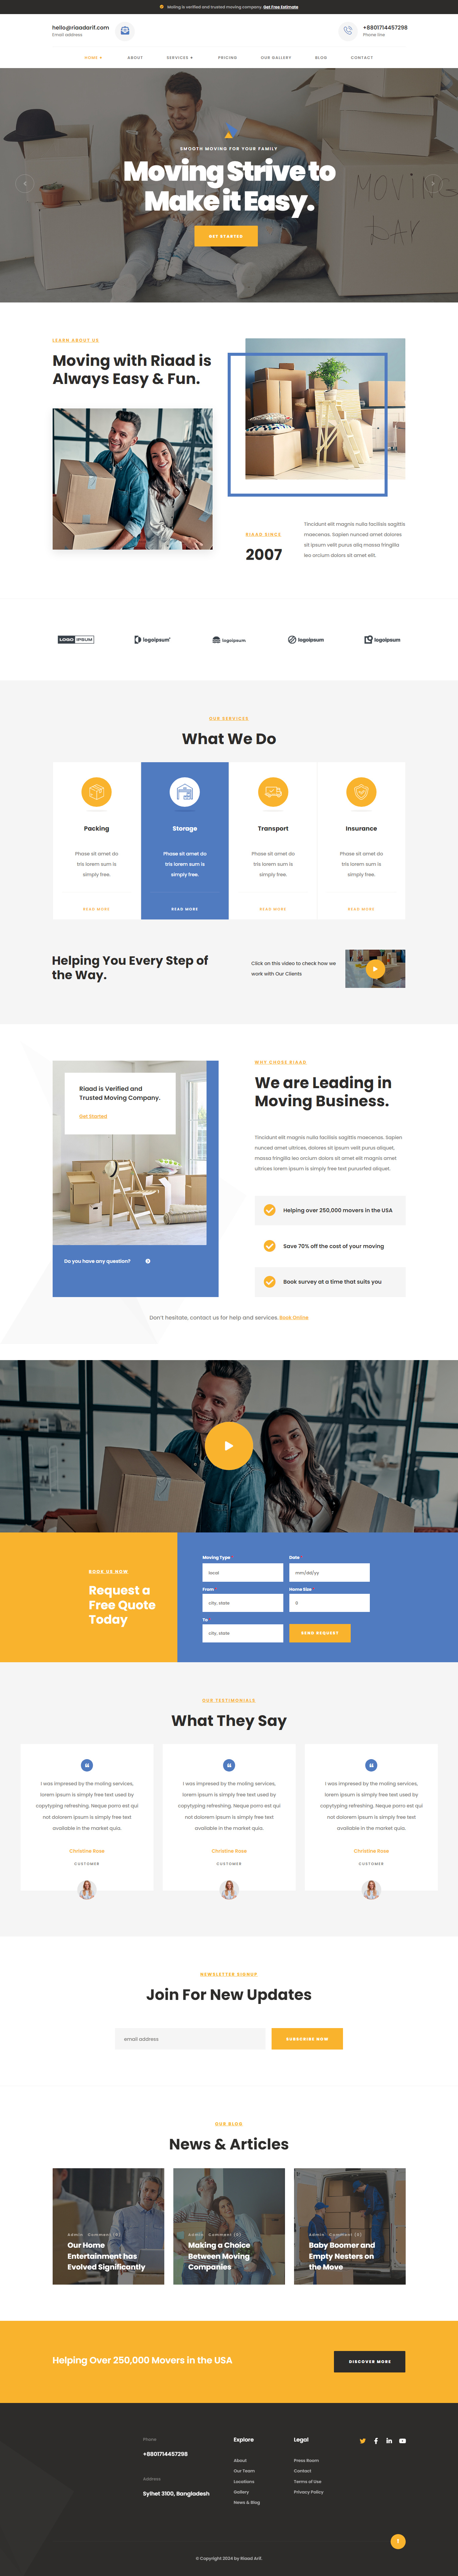 Moving is verified and trusted moving company. Get Free Estimate
hello@riaadarif.com
Email address
+8801714457298
Phone line
HOME
ABOUT
SERVICES
PRICING
OUR GALLERY
BLOG
CONTACT
SMOOTH MOVING FOR YOUR FAMILY
Moving Strive to
Make it Easy.
GET STARTED
MOVING
DAY
LEARN ABOUT US
Moving with Riaad is
Always Easy & Fun.
RIAAD SINCE
2007
Tincidunt elit magnis nulla facilisis sagittis
maecenas. Sapien nunced amet dolores
sit ipsum velit purus aliq massa fringilla
leo orcium dolors sit amet elit.
LOGO IPSUM
logoipsum
logoipsum
logoipsum
logoipsum
OUR SERVICES
What We Do
Packing
Phase sit amet do
tris lorem sum is
simply free.
READ MORE
Storage
Phase sit amet do
tris lorem sum is
simply free.
READ MORE
Transport
Phase sit amet do
tris lorem sum is
simply free.
READ MORE
Insurance
Phase sit amet do
tris lorem sum is
simply free.
READ MORE
Helping You Every Step of
the Way.
Click on this video to check how we
work with Our Clients
Riaad is Verified and
Trusted Moving Company.
Get Started
Do you have any question?
WHY CHOSE RIAAD
We are Leading in
Moving Business.
Tincidunt elit magnis nulla facilisis sagittis maecenas. Sapien
nunced amet ultrices, dolores sit ipsum velit purus aliquet,
massa fringilla leo orcium dolors sit amet elit magnis amet
ultrices lorem ipsum is simply free text purusrfed aliquet.
Helping over 250,000 movers in the USA
Save 70% off the cost of your moving
Book survey at a time that suits you
Don't hesitate, contact us for help and services. Book Online
BOOK US NOW
Request a
Free Quote
Today
Moving Type
local
Date
mm/dd/yy
From
city, state
Home Size
0
To
city, state
SEND REQUEST
OUR TESTIMONIALS
What They Say
I was impresed by the moling services,
lorem ipsum is simply free text used by
copytyping refreshing. Neque porro est qui
not dolorem ipsum is simply free text
available in the market quia.
Christine Rose
CUSTOMER
I was impresed by the moling services,
lorem ipsum is simply free text used by
copytyping refreshing. Neque porro est qui
not dolorem ipsum is simply free text
available in the market quia.
Christine Rose
CUSTOMER
I was impresed by the moling services,
lorem ipsum is simply free text used by
copytyping refreshing. Neque porro est qui
not dolorem ipsum is simply free text
available in the market quia.
Christine Rose
CUSTOMER
NEWSLETTER SIGNUP
Join For New Updates
email address
SUBSCRIBE NOW
OUR BLOG
News & Articles
Admin Comment (0)
Our Home
Entertainment has
Evolved Significantly
Admin Comment (0)
Making a Choice
Between Moving
Companies
Admin Comment (0)
Baby Boomer and
Empty Nesters on
the Move
Helping Over 250,000 Movers in the USA
DISCOVER MORE
Phone
+8801714457298
Address
Sylhet 3100, Bangladesh
Explore
About
Our Team
Locations
Gallery
News & Blog
Legal
Press Room
Contact
Terms of Use
Privacy Policy
© Copyright 2024 by Riaad Arif.